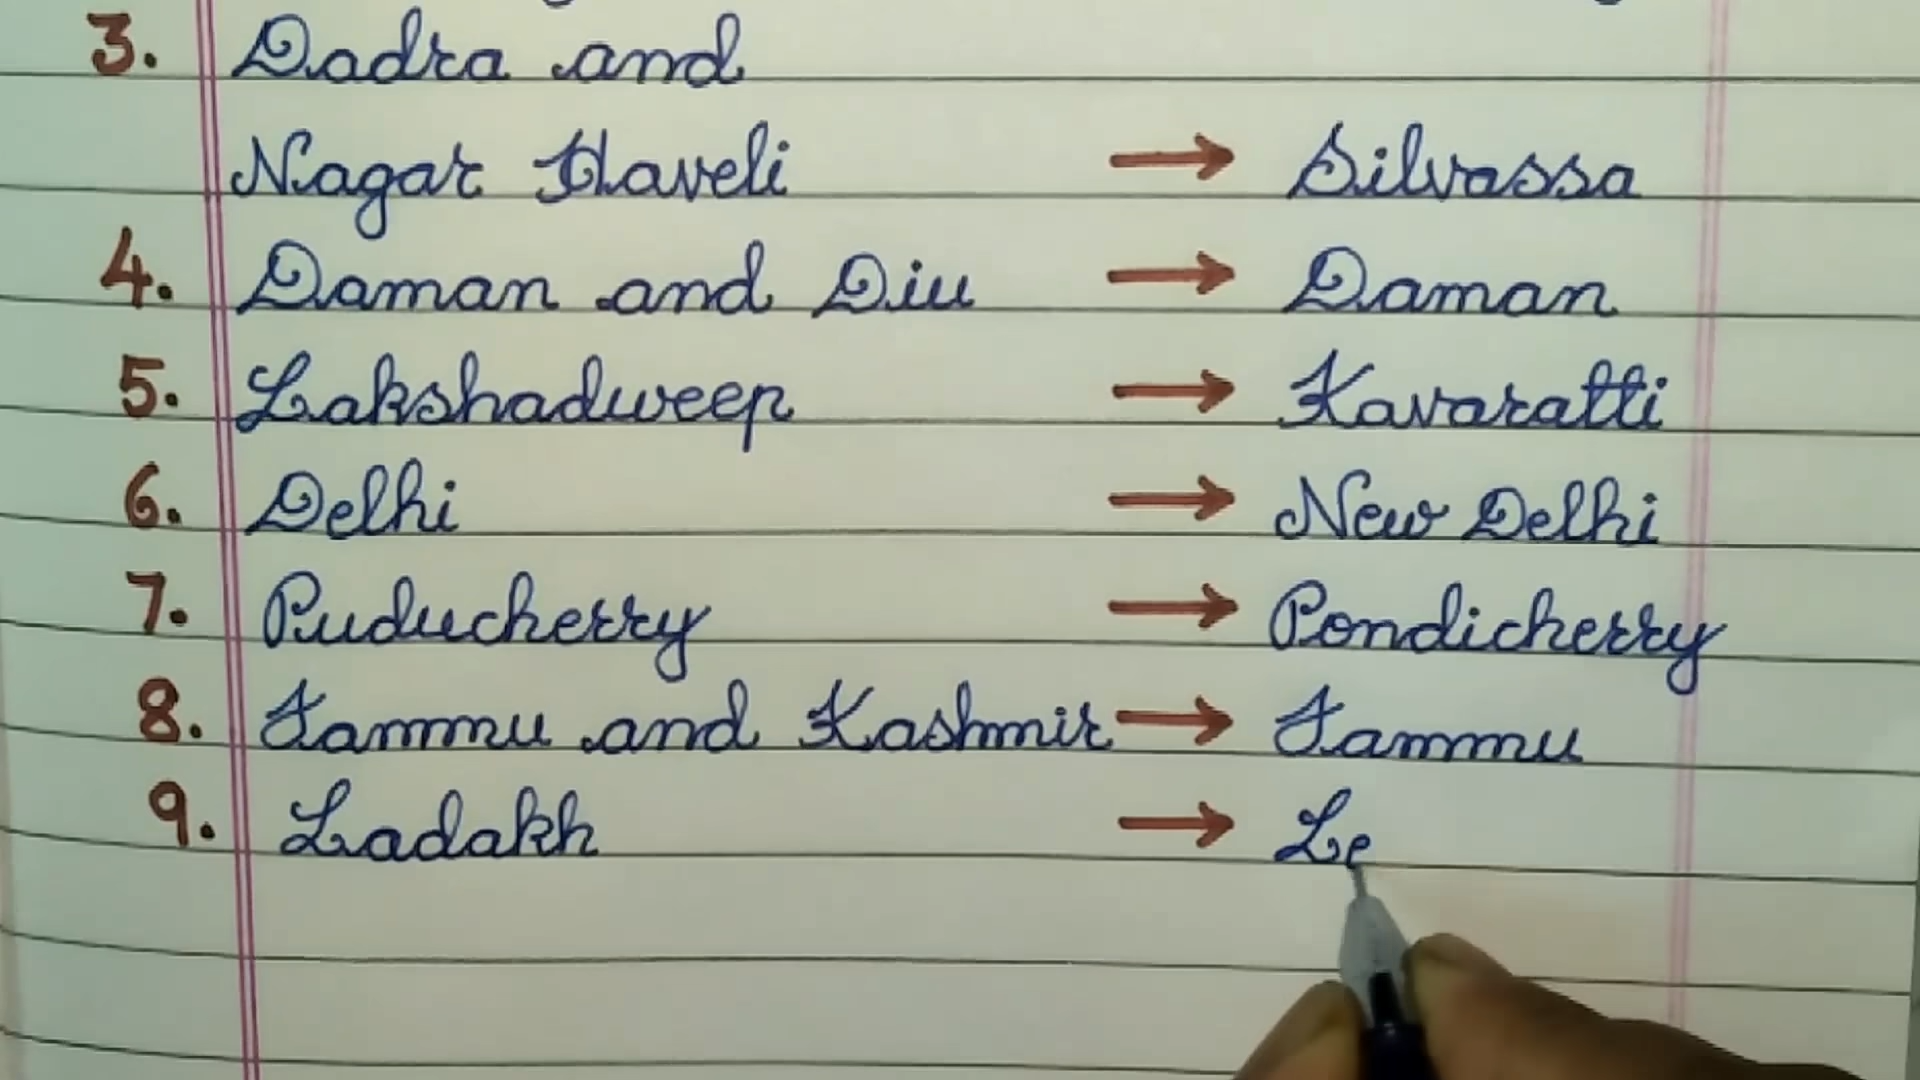 3. Dadra and
Nagar Haveli → Silvassa
4. Daman and Diu → Daman
5. Lakshadweep → Kavaratti
6. Delhi → New Delhi
7. Puducherry → Pondicherry
8. Jammu and Kashmir → Jammu
9. Ladakh → Le